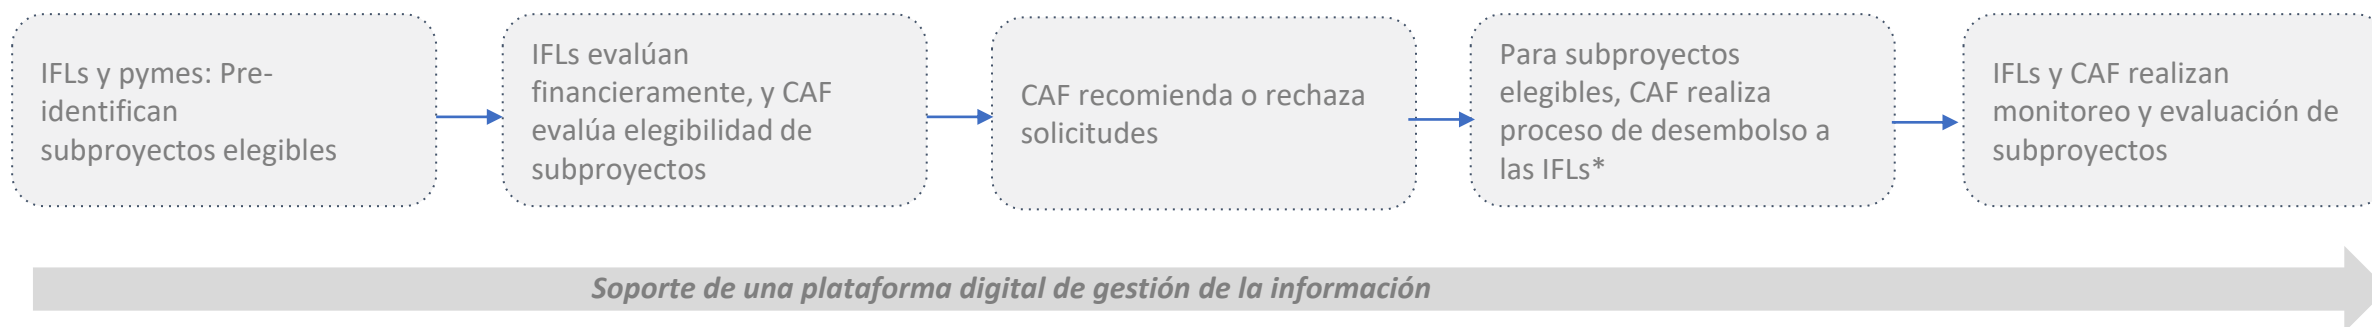 IFLs y pymes: Pre-
identifican
subproyectos elegibles
IFLs evalúan
financieramente, y CAF
evalúa elegibilidad de
subproyectos
CAF recomienda o rechaza
solicitudes
Para subproyectos
elegibles, CAF realiza
proceso de desembolso a
las IFLs*
IFLs y CAF realizan
monitoreo y evaluación de
subproyectos
Soporte de una plataforma digital de gestión de la información